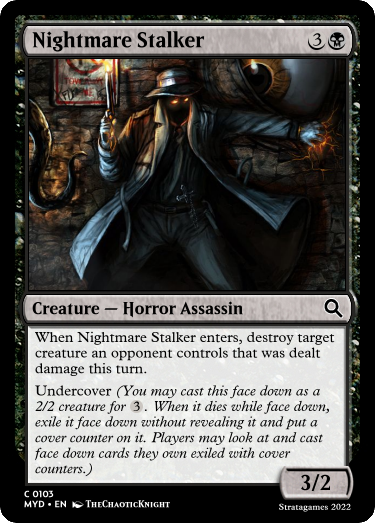 Nightmare Stalker 3
Creature — Horror Assassin
When Nightmare Stalker enters, destroy target
creature an opponent controls that was dealt
damage this turn.
Undercover (You may cast this face down as a
2/2 creature for 3. When it dies while face down,
exile it face down without revealing it and put a
cover counter on it. Players may look at and cast
face down cards they own exiled with cover
counters.)
3/2
C 0103
MYD • EN TheChaoticKnight
Stratagames 2022